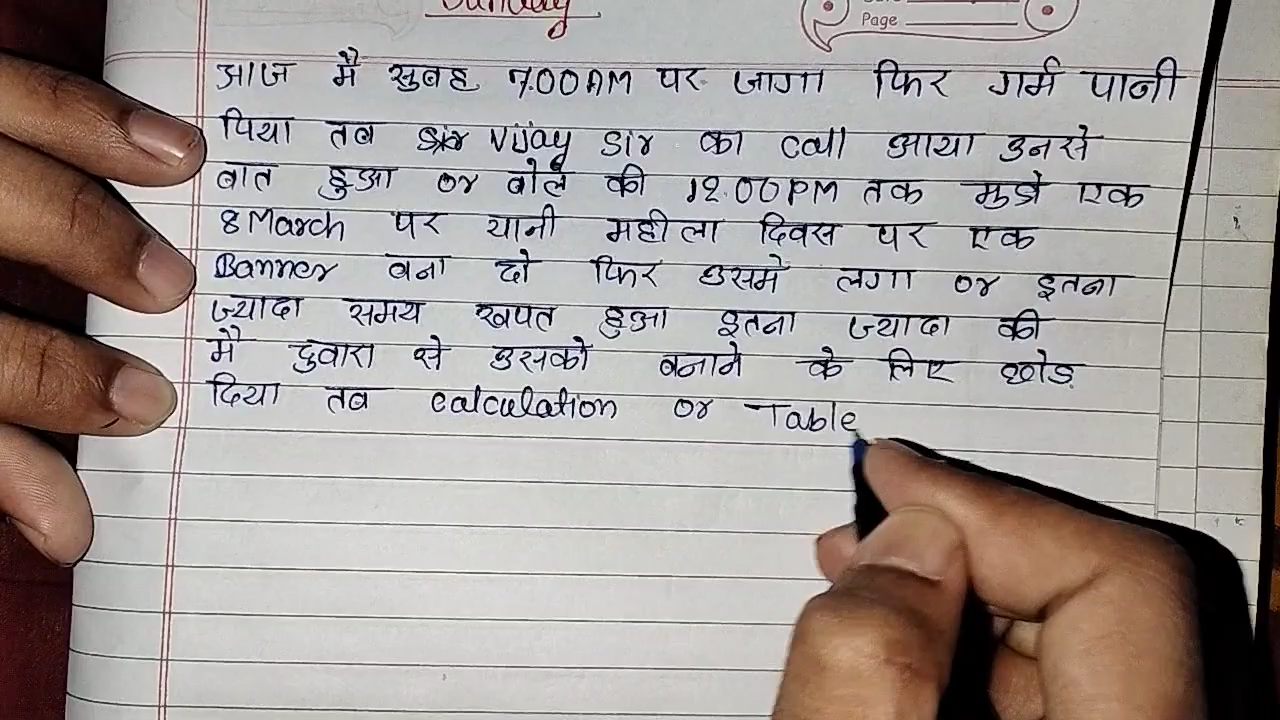 Sunday
Page
आज मै सुबह 7.00AM पर जागा फिर गर्म पानी
पिया तब Vijay Sir का call आया उनसे
बात हुआ or बोले की 12.00PM तक मुझे एक
8 March पर यानी महीला दिवस पर एक
Banner बना दो फिर उसमे लगा or इतना
ज्यादा समय खपत हुआ इतना ज्यादा की
मै दुवारा से उसको बनाने के लिए छोड
दिया तब calculation or Table